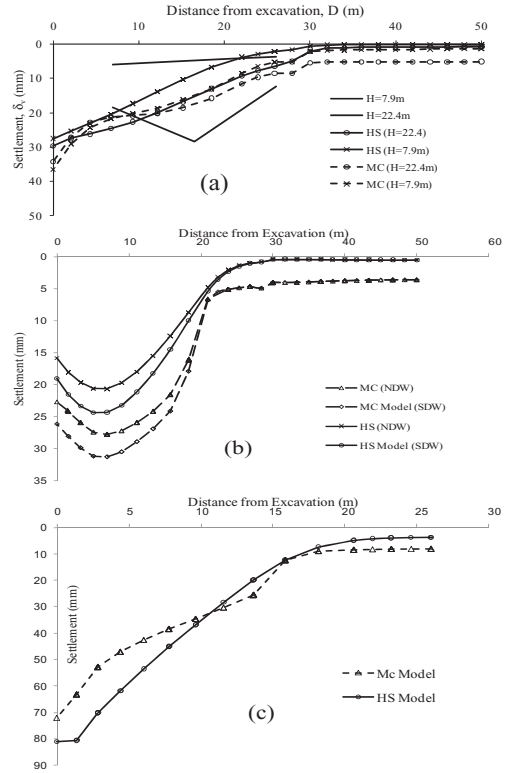 Distance from excavation, D (m)
0 10 20 30 40 50
0
10
20
30
40
50
Settlement, δv (mm)
H=7.9m
H=22.4m
HS (H=22.4)
HS (H=7.9m)
MC (H=22.4m)
MC (H=7.9m)
(a)
Distance from Excavation (m)
0 10 20 30 40 50 60
0
5
10
15
20
25
30
35
Settlement (mm)
MC (NDW)
MC Model (SDW)
HS (NDW)
HS Model (SDW)
(b)
Distance from Excavation (m)
0 5 10 15 20 25 30
0
10
20
30
40
50
60
70
80
90
Settlement (mm)
Mc Model
HS Model
(c)